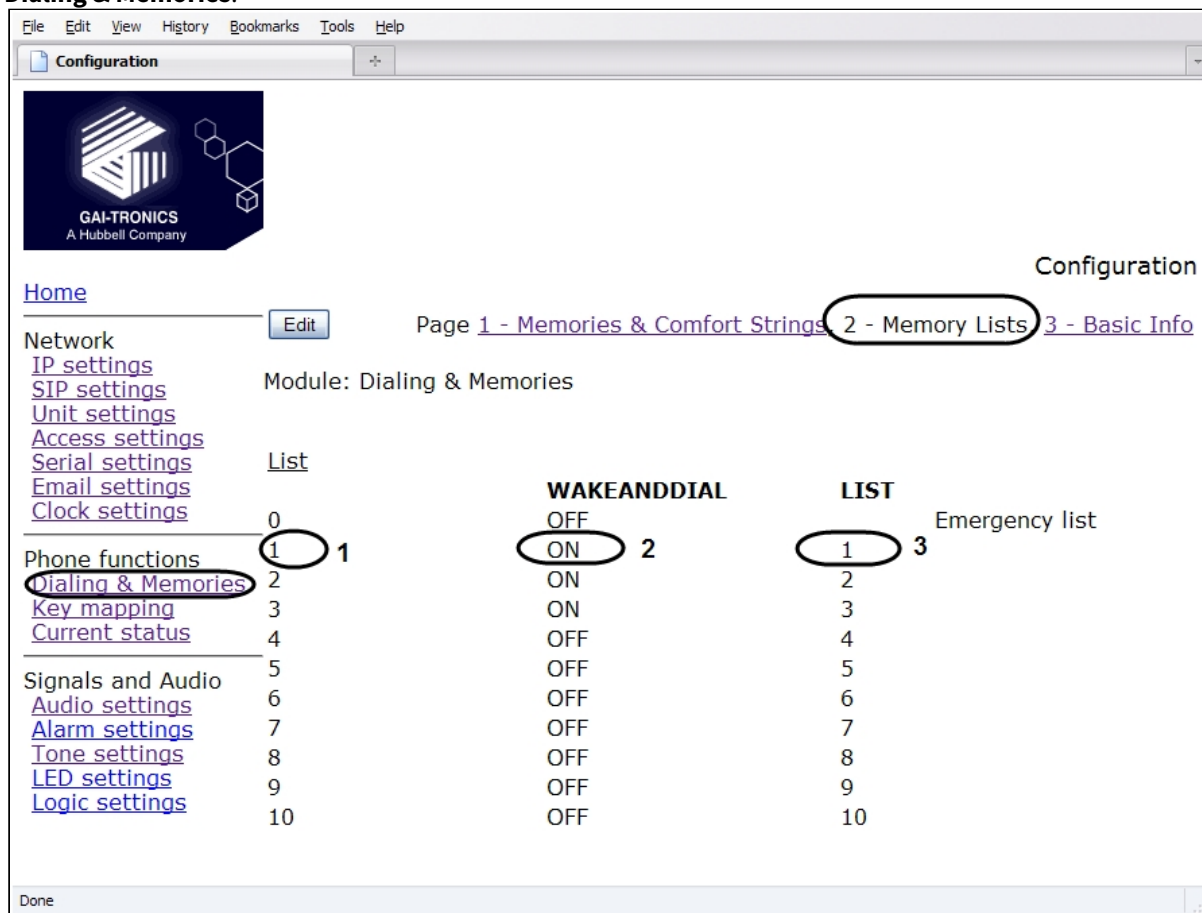 Dialing & Memories.
File Edit View History Bookmarks Tools Help
Configuration
GAI-TRONICS
A Hubbell Company
Configuration
Home
Edit Page 1 - Memories & Comfort Strings, 2 - Memory Lists, 3 - Basic Info
Network
IP settings
SIP settings
Unit settings
Access settings
Serial settings
Email settings
Clock settings
Phone functions
Dialing & Memories
Key mapping
Current status
Signals and Audio
Audio settings
Alarm settings
Tone settings
LED settings
Logic settings
Module: Dialing & Memories
List
WAKEANDDIAL LIST
0 OFF Emergency list
1 1 ON 2 1 3
2 ON 2
3 ON 3
4 OFF 4
5 OFF 5
6 OFF 6
7 OFF 7
8 OFF 8
9 OFF 9
10 OFF 10
Done